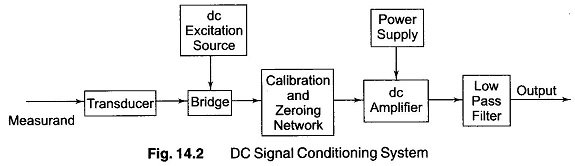 dc
Excitation
Source
Power
Supply
Measurand
Transducer
Bridge
Calibration
and
Zeroing
Network
dc
Amplifier
Low
Pass
Filter
Output
Fig. 14.2 DC Signal Conditioning System